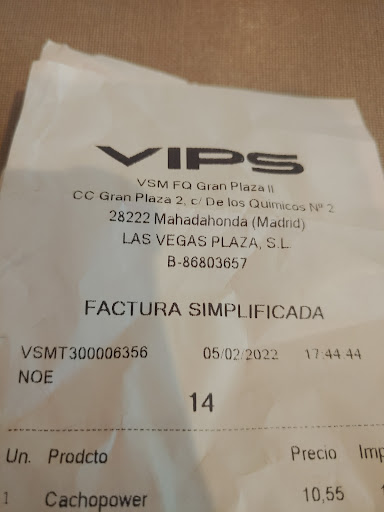 VIPS
VSM FQ Gran Plaza II
CC Gran Plaza 2, c/ De los Quimicos Nº 2
28222 Mahadahonda (Madrid)
LAS VEGAS PLAZA, S.L.
B-86803657
FACTURA SIMPLIFICADA
VSMT300006356 05/02/2022 17:44:44
NOE
14
Un. Prodcto Precio Imp
1 Cachopower 10,55